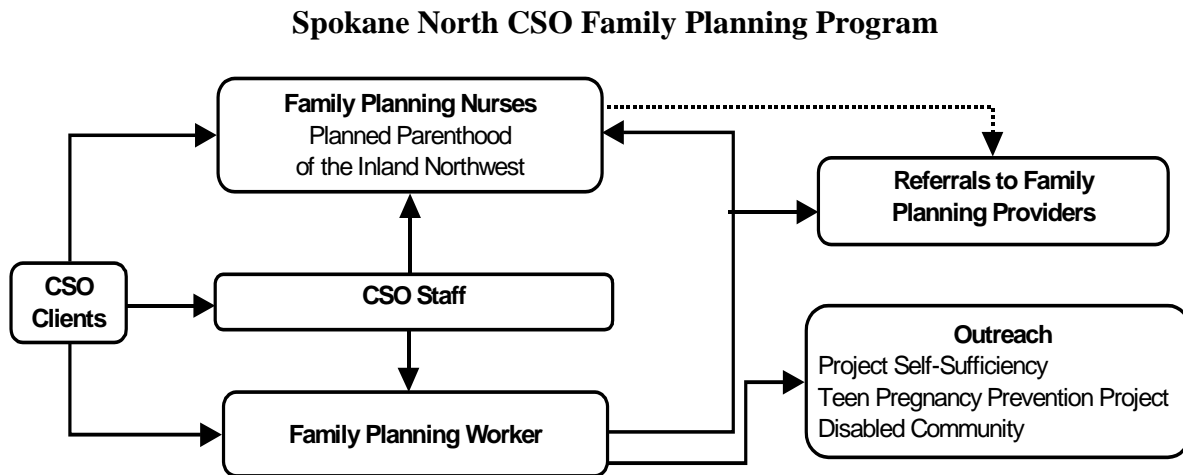 Spokane North CSO Family Planning Program
Family Planning Nurses
Planned Parenthood
of the Inland Northwest
Referrals to Family
Planning Providers
CSO
Clients
CSO Staff
Outreach
Project Self-Sufficiency
Teen Pregnancy Prevention Project
Disabled Community
Family Planning Worker